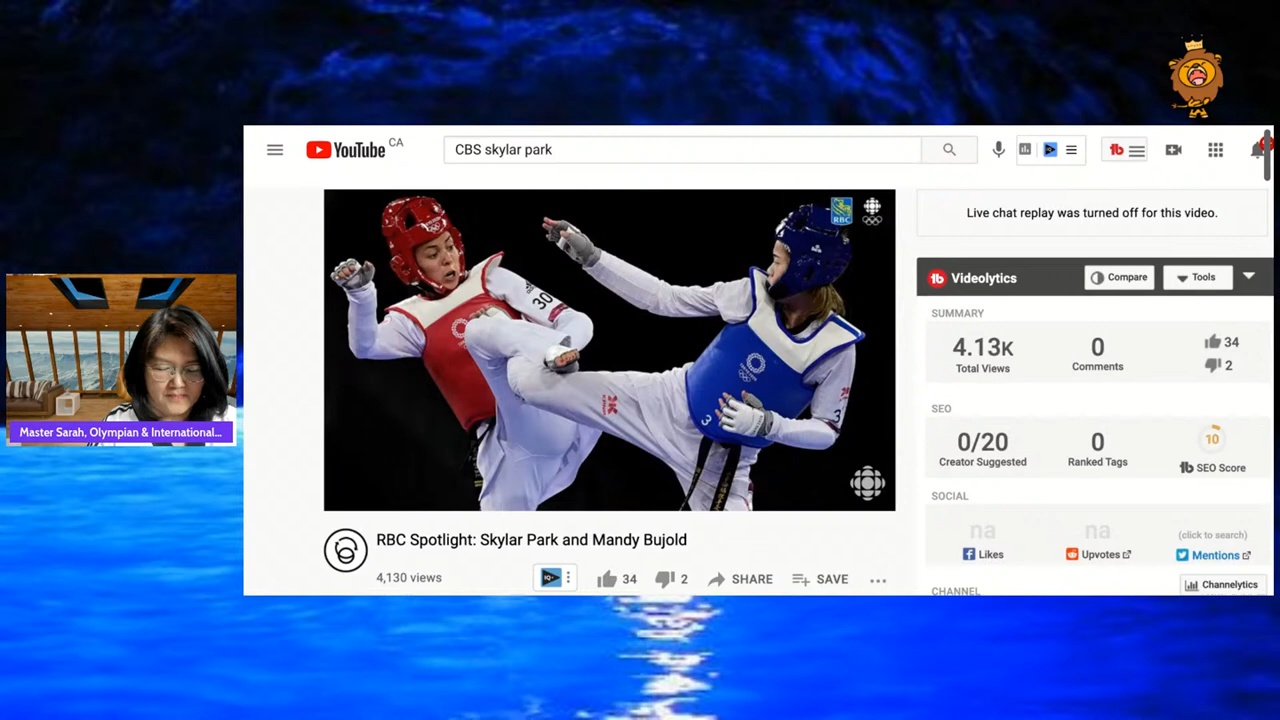 YouTube CA
CBS skylar park
RBC
30
3
3
Live chat replay was turned off for this video.
Videolytics
Compare
Tools
SUMMARY
4.13K
Total Views
0
Comments
34
2
SEO
0/20
Creator Suggested
0
Ranked Tags
10
SEO Score
SOCIAL
na
Likes
na
Upvotes
(click to search)
Mentions
CHANNEL
Channelytics
Master Sarah, Olympian & International...
RBC Spotlight: Skylar Park and Mandy Bujold
4,130 views
34
2
SHARE
SAVE